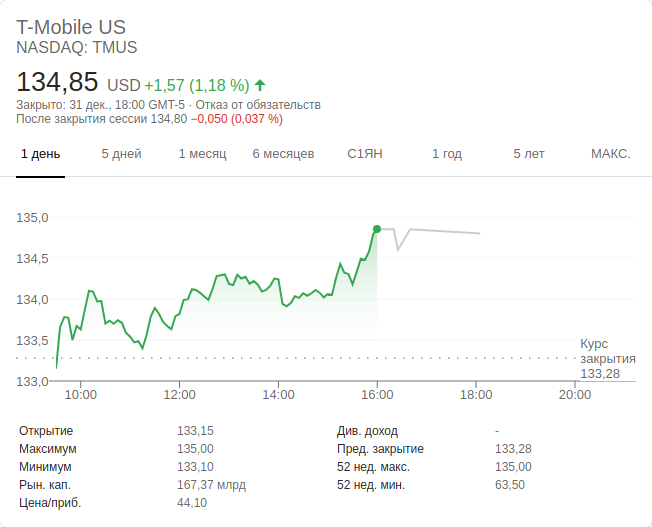 T-Mobile US
NASDAQ: TMUS
134,85 USD +1,57 (1,18 %)
Закрыто: 31 дек., 18:00 GMT-5 · Отказ от обязательств
После закрытия сессии 134,80 −0,050 (0,037 %)
1 день 5 дней 1 месяц 6 месяцев С1ЯН 1 год 5 лет МАКС.
135,0
134,5
134,0
133,5
133,0
Курс
закрытия
133,28
10:00 12:00 14:00 16:00 18:00 20:00
Открытие 133,15 Див. доход -
Максимум 135,00 Пред. закрытие 133,28
Минимум 133,10 52 нед. макс. 135,00
Рын. кап. 167,37 млрд 52 нед. мин. 63,50
Цена/приб. 44,10